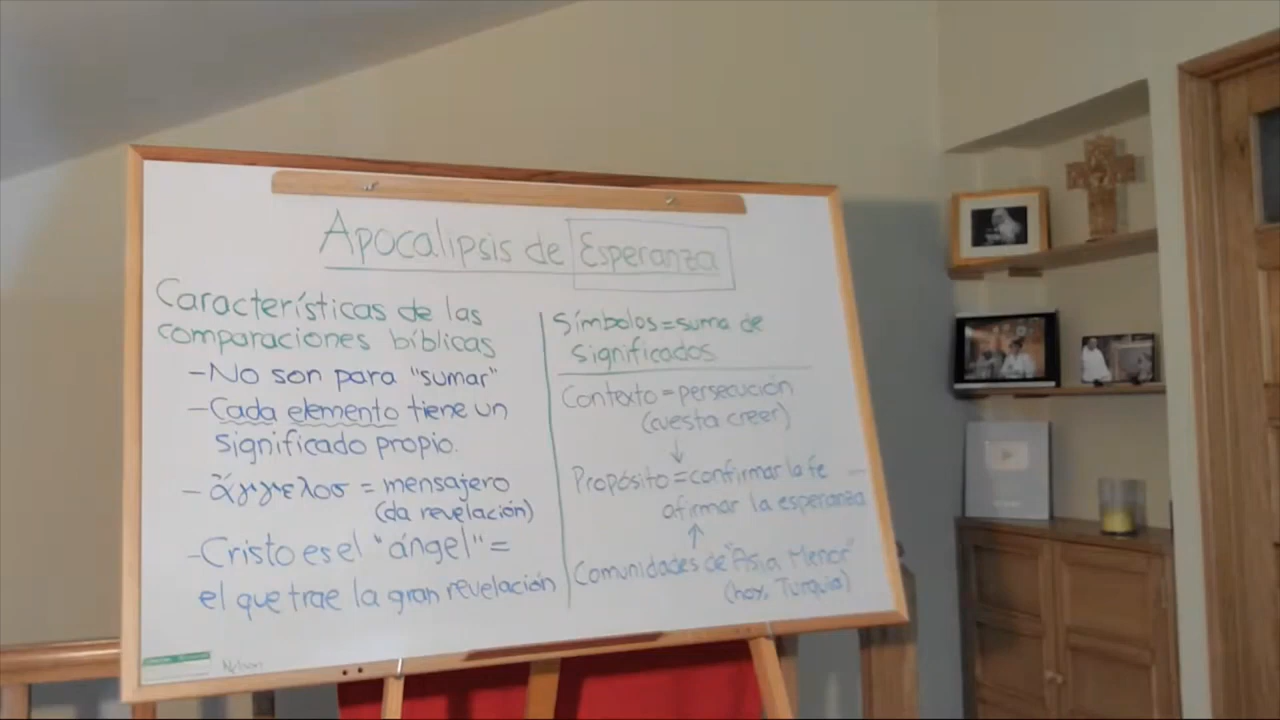 Apocalipsis de Esperanza
Características de las
comparaciones bíblicas
-No son para "sumar"
-Cada elemento tiene un
significado propio.
-ἄγγελοσ = mensajero
(da revelación)
-Cristo es el "ángel" =
el que trae la gran revelación
Símbolos=suma de
significados
Contexto=persecución
(cuesta creer)
↓
Propósito=confirmar la fe
afirmar la esperanza
↑
Comunidades de "Asia Menor"
(hoy, Turquía)
Nelson